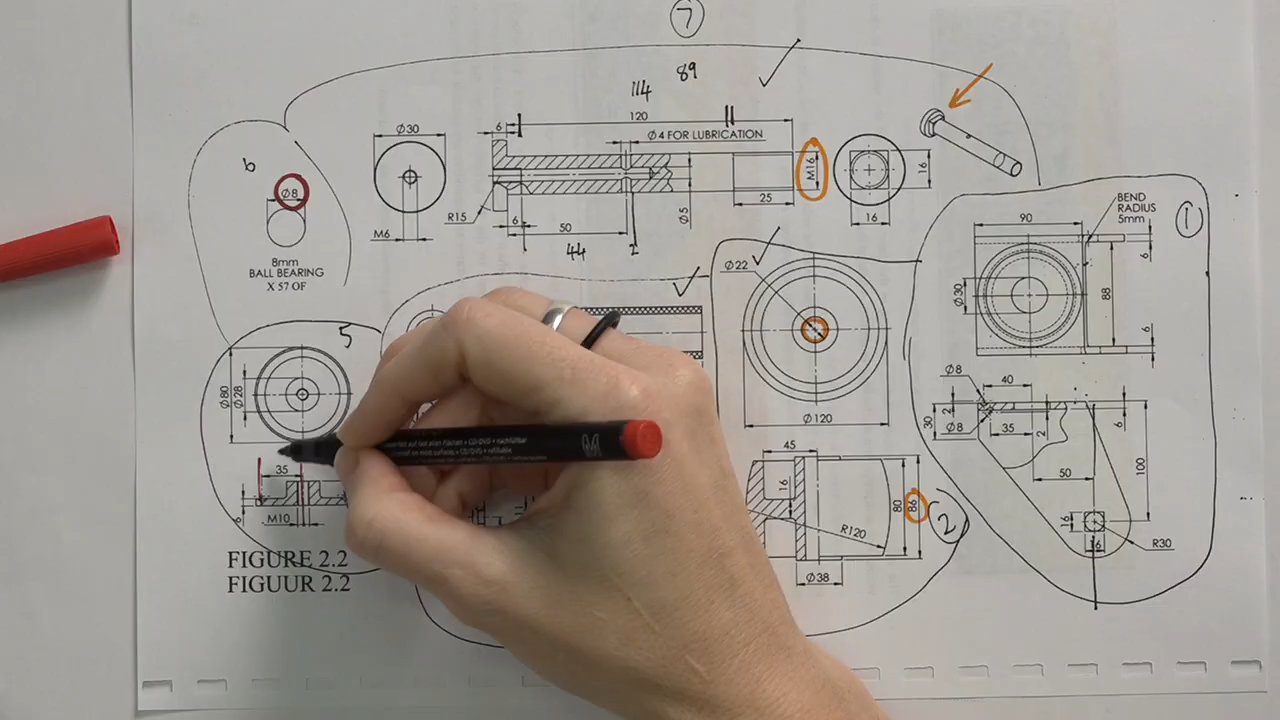 7
89
114
120
Ø30
6
Ø4 FOR LUBRICATION
b
Ø8
M16
16
R15
6
50
Ø5
25
16
M6
44
2
8mm
BALL BEARING
X 57 OF
BEND
RADIUS
5mm
1
90
6
Ø30
88
6
Ø22
5
Ø80
Ø28
Ø120
Ø8
40
30
2
Ø8
35
2
6
50
100
16
16
R30
35
6
M10
45
16
80
86
2
R120
Ø38
FIGURE 2.2
FIGUUR 2.2